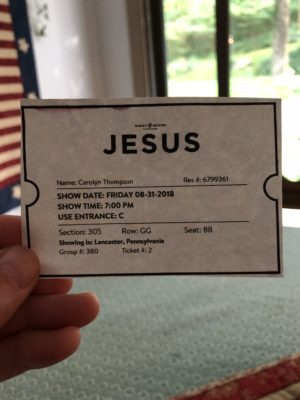 SIGHT & SOUND
JESUS
Name: Carolyn Thompson Res #: 6799361
SHOW DATE: FRIDAY 08-31-2018
SHOW TIME: 7:00 PM
USE ENTRANCE: C
Section: 305 Row: GG Seat: 88
Showing in: Lancaster, Pennsylvania
Group #: 380 Ticket #: 2